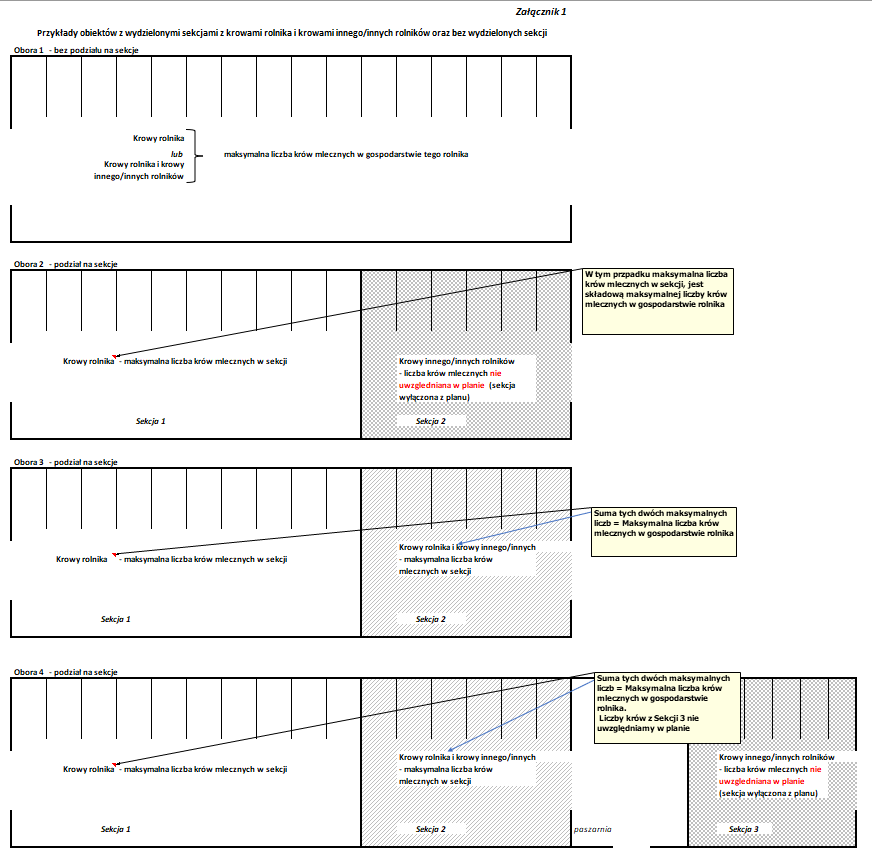 Załącznik 1
Przykłady obiektów z wydzielonymi sekcjami z krowami rolnika i krowami innego/innych rolników oraz bez wydzielonych sekcji
Obora 1 - bez podziału na sekcje
Krowy rolnika
lub
Krowy rolnika i krowy
innego/innych rolników
maksymalna liczba krów mlecznych w gospodarstwie tego rolnika
Obora 2 - podział na sekcje
W tym przpadku maksymalna liczba
krów mlecznych w sekcji, jest
składową maksymalnej liczby krów
mlecznych w gospodarstwie rolnika
Krowy rolnika - maksymalna liczba krów mlecznych w sekcji
Krowy innego/innych rolników
- liczba krów mlecznych nie
uwzgledniana w planie (sekcja
wyłączona z planu)
Sekcja 1
Sekcja 2
Obora 3 - podział na sekcje
Suma tych dwóch maksymalnych
liczb = Maksymalna liczba krów
mlecznych w gospodarstwie rolnika
Krowy rolnika - maksymalna liczba krów mlecznych w sekcji
Krowy rolnika i krowy innego/innych
- maksymalna liczba krów
mlecznych w sekcji
Sekcja 1
Sekcja 2
Obora 4 - podział na sekcje
Suma tych dwóch maksymalnych
liczb = Maksymalna liczba krów
mlecznych w gospodarstwie
rolnika.
Liczby krów z Sekcji 3 nie
uwzględniamy w planie
Krowy rolnika - maksymalna liczba krów mlecznych w sekcji
Krowy rolnika i krowy innego/innych
- maksymalna liczba krów
mlecznych w sekcji
Krowy innego/innych rolników
- liczba krów mlecznych nie
uwzgledniana w planie
(sekcja wyłączona z planu)
Sekcja 1
Sekcja 2
paszarnia
Sekcja 3